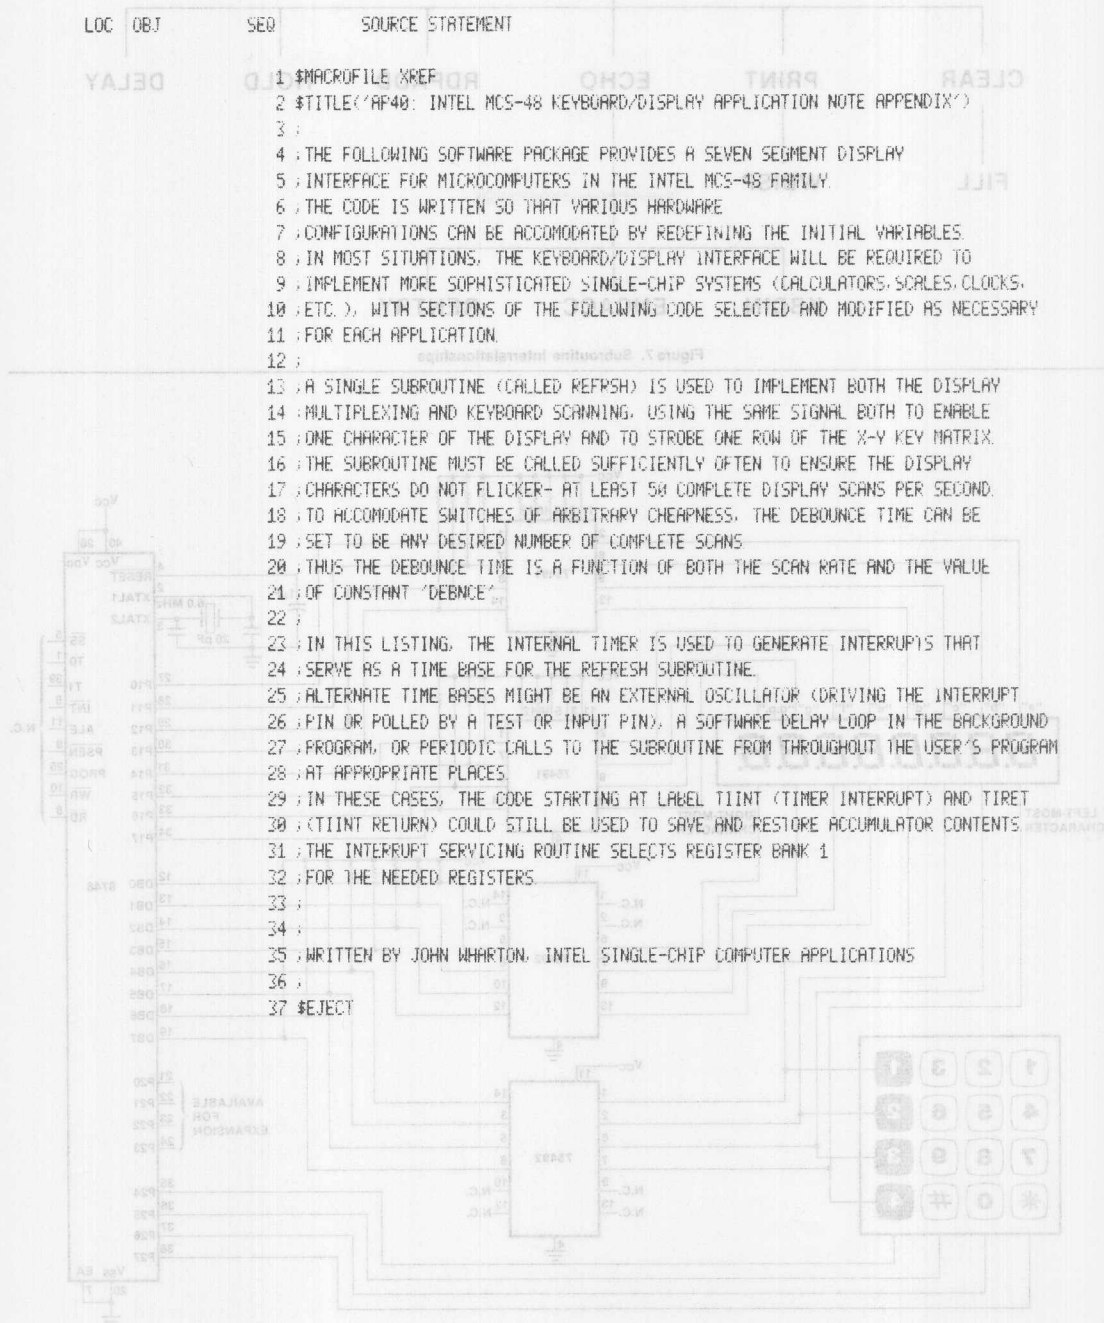 LOC OBJ SEQ SOURCE STATEMENT
1 $MACROFILE XREF
2 $TITLE('AP40: INTEL MCS-48 KEYBOARD/DISPLAY APPLICATION NOTE APPENDIX')
3 ;
4 ;THE FOLLOWING SOFTWARE PACKAGE PROVIDES A SEVEN SEGMENT DISPLAY
5 ;INTERFACE FOR MICROCOMPUTERS IN THE INTEL MCS-48 FAMILY.
6 ;THE CODE IS WRITTEN SO THAT VARIOUS HARDWARE
7 ;CONFIGURATIONS CAN BE ACCOMODATED BY REDEFINING THE INITIAL VARIABLES.
8 ;IN MOST SITUATIONS, THE KEYBOARD/DISPLAY INTERFACE WILL BE REQUIRED TO
9 ;IMPLEMENT MORE SOPHISTICATED SINGLE-CHIP SYSTEMS (CALCULATORS,SCALES,CLOCKS,
10 ;ETC.), WITH SECTIONS OF THE FOLLOWING CODE SELECTED AND MODIFIED AS NECESSARY
11 ;FOR EACH APPLICATION.
12 ;
13 ;A SINGLE SUBROUTINE (CALLED REFRSH) IS USED TO IMPLEMENT BOTH THE DISPLAY
14 ;MULTIPLEXING AND KEYBOARD SCANNING, USING THE SAME SIGNAL BOTH TO ENABLE
15 ;ONE CHARACTER OF THE DISPLAY AND TO STROBE ONE ROW OF THE X-Y KEY MATRIX.
16 ;THE SUBROUTINE MUST BE CALLED SUFFICIENTLY OFTEN TO ENSURE THE DISPLAY
17 ;CHARACTERS DO NOT FLICKER- AT LEAST 50 COMPLETE DISPLAY SCANS PER SECOND.
18 ;TO ACCOMODATE SWITCHES OF ARBITRARY CHEAPNESS, THE DEBOUNCE TIME CAN BE
19 ;SET TO BE ANY DESIRED NUMBER OF COMPLETE SCANS.
20 ;THUS THE DEBOUNCE TIME IS A FUNCTION OF BOTH THE SCAN RATE AND THE VALUE
21 ;OF CONSTANT 'DEBNCE'.
22 ;
23 ;IN THIS LISTING, THE INTERNAL TIMER IS USED TO GENERATE INTERRUPTS THAT
24 ;SERVE AS A TIME BASE FOR THE REFRESH SUBROUTINE.
25 ;ALTERNATE TIME BASES MIGHT BE AN EXTERNAL OSCILLATOR (DRIVING THE INTERRUPT
26 ;PIN OR POLLED BY A TEST OR INPUT PIN), A SOFTWARE DELAY LOOP IN THE BACKGROUND
27 ;PROGRAM, OR PERIODIC CALLS TO THE SUBROUTINE FROM THROUGHOUT THE USER'S PROGRAM
28 ;AT APPROPRIATE PLACES.
29 ;IN THESE CASES, THE CODE STARTING AT LABEL TIINT (TIMER INTERRUPT) AND TIRET
30 ;(TIINT RETURN) COULD STILL BE USED TO SAVE AND RESTORE ACCUMULATOR CONTENTS.
31 ;THE INTERRUPT SERVICING ROUTINE SELECTS REGISTER BANK 1
32 ;FOR THE NEEDED REGISTERS.
33 ;
34 ;
35 ;WRITTEN BY JOHN WHARTON, INTEL SINGLE-CHIP COMPUTER APPLICATIONS
36 ;
37 $EJECT